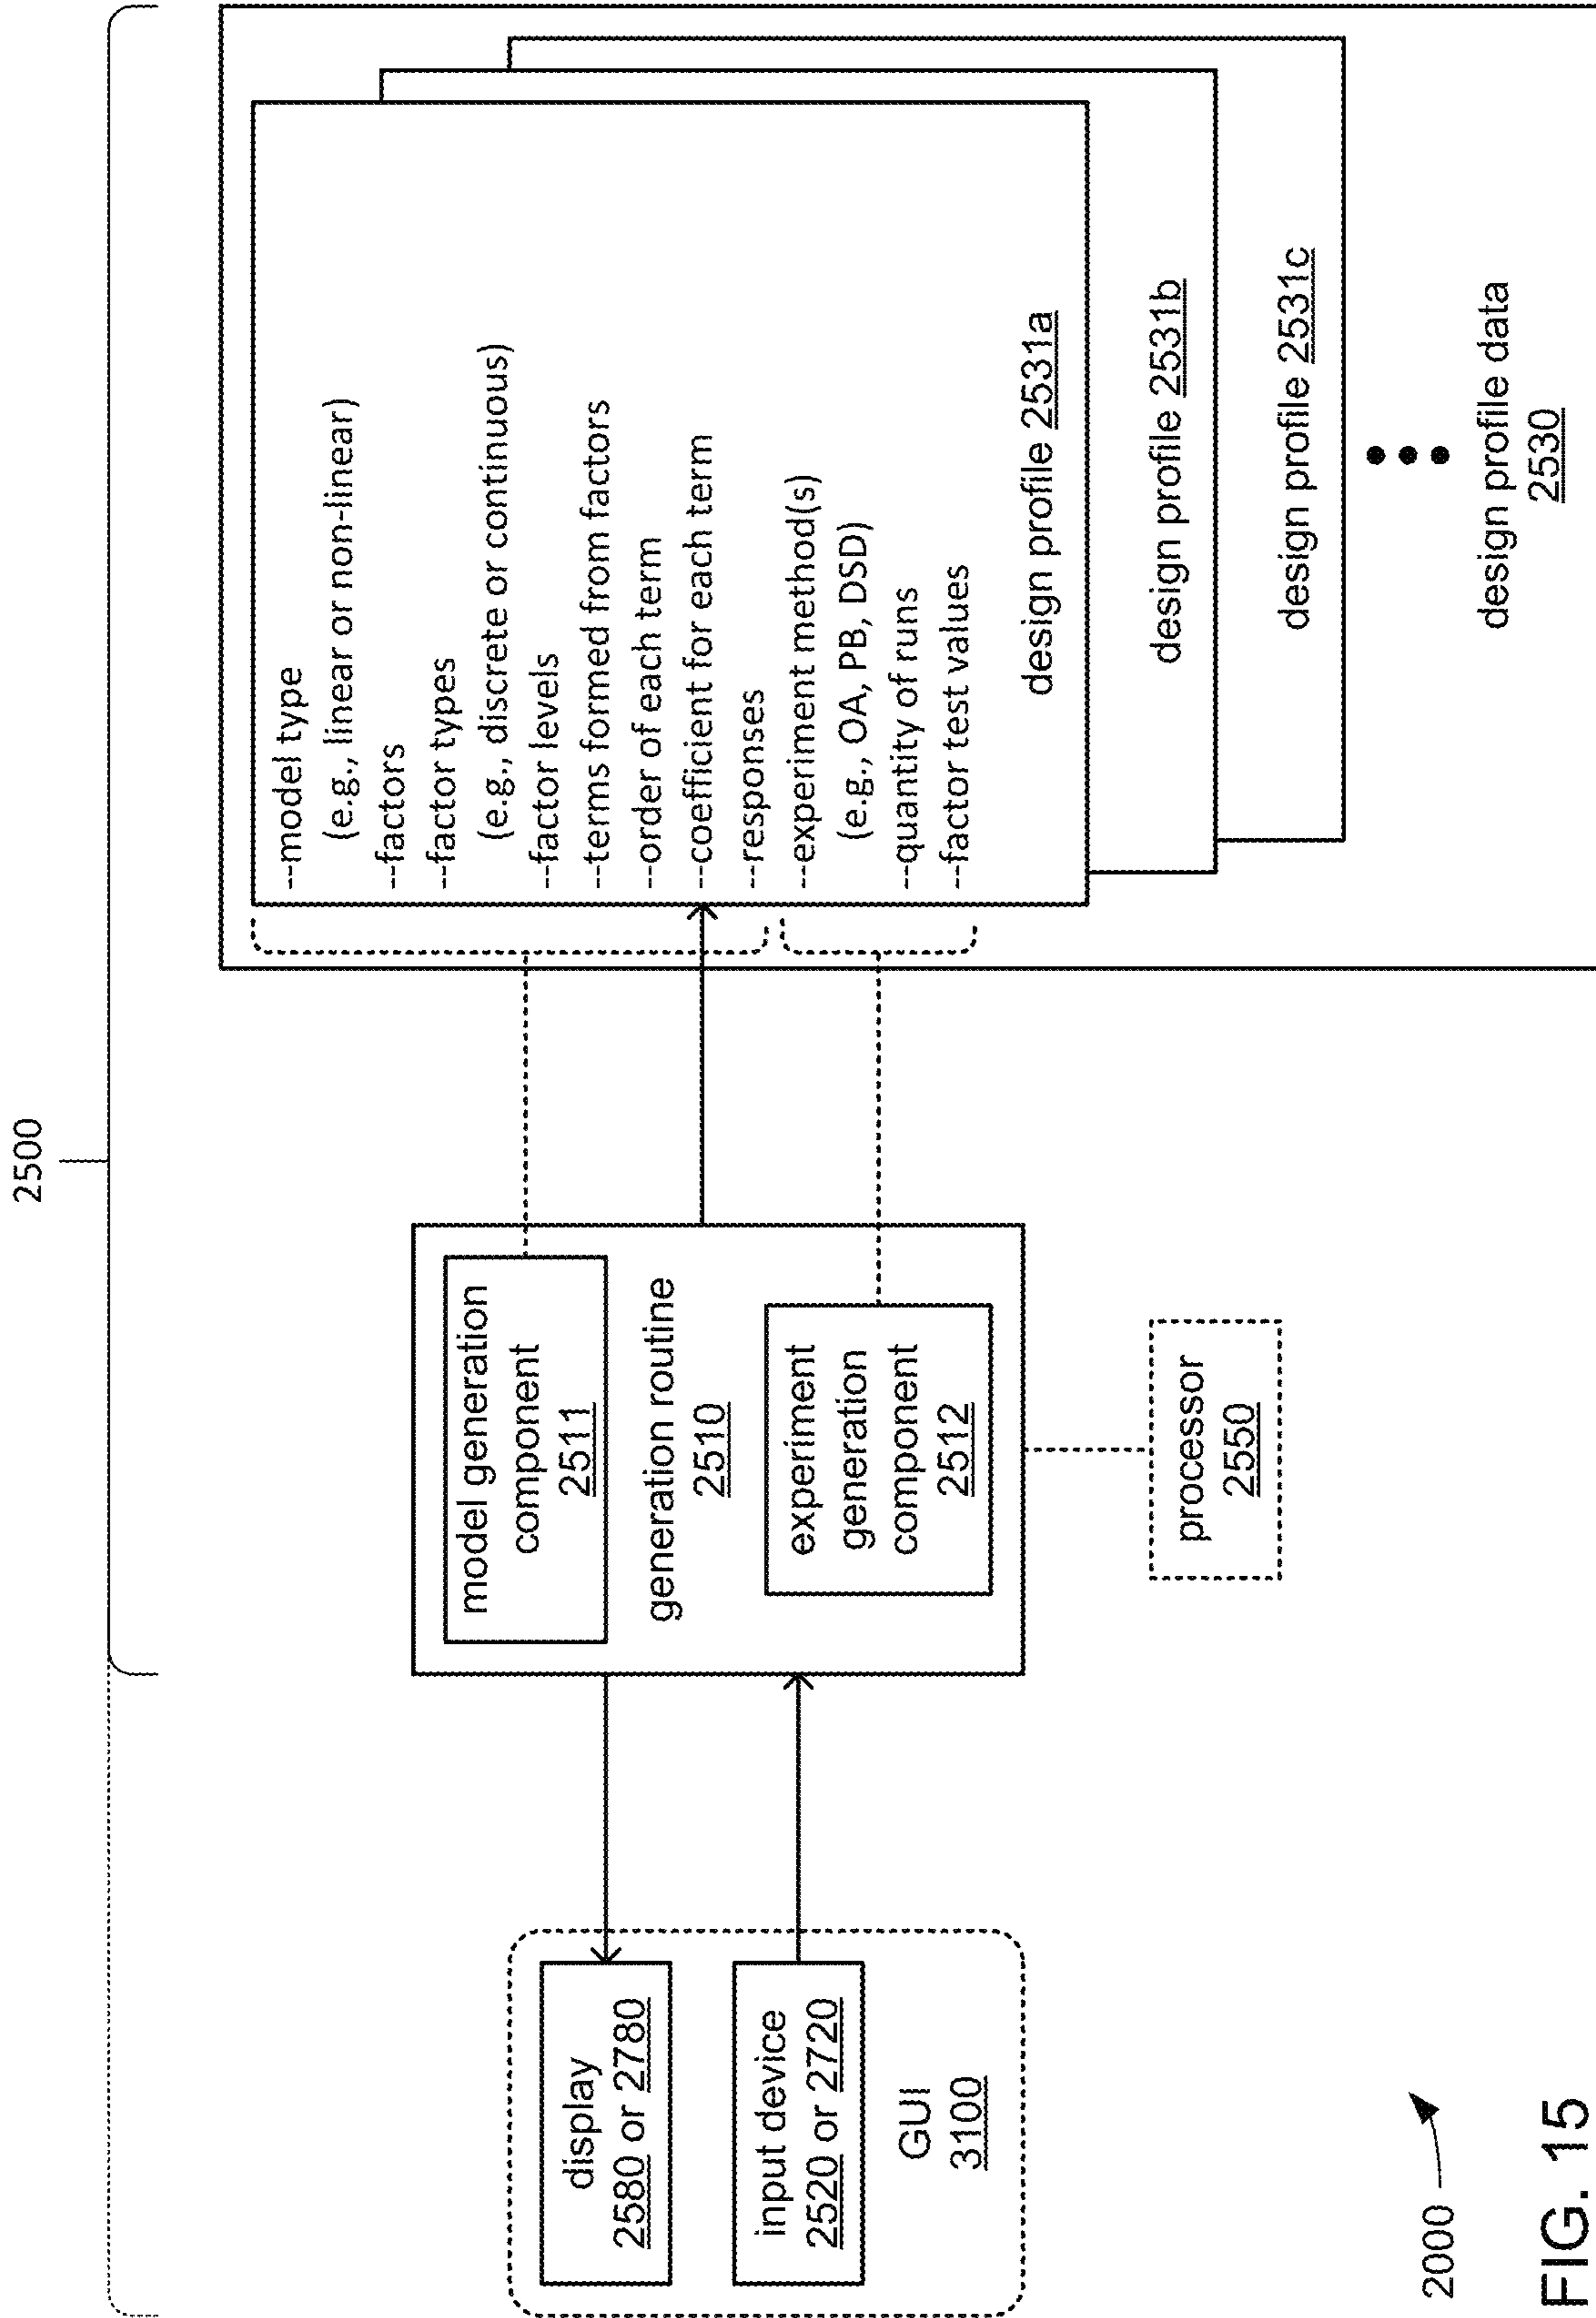 2500
display
2580 or 2780
input device
2520 or 2720
GUI
3100
model generation
component
2511
generation routine
2510
experiment
generation
component
2512
processor
2550
--model type
(e.g., linear or non-linear)
--factors
--factor types
(e.g., discrete or continuous)
--factor levels
--terms formed from factors
--order of each term
--coefficient for each term
--responses
--experiment method(s)
(e.g., OA, PB, DSD)
--quantity of runs
--factor test values
design profile 2531a
design profile 2531b
design profile 2531c
design profile data
2530
2000
FIG. 15